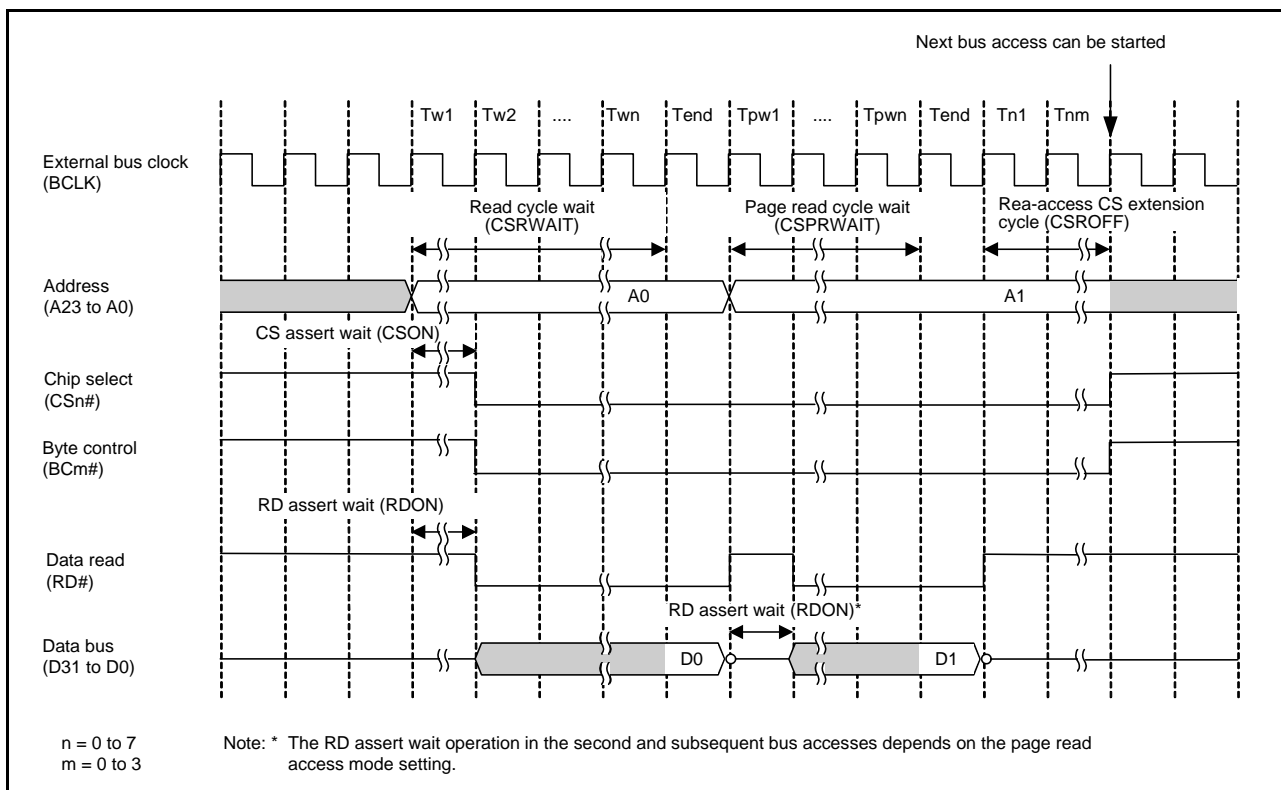 Next bus access can be started
Tw1 Tw2 .... Twn Tend Tpw1 .... Tpwn Tend Tn1 Tnm
External bus clock
(BCLK)
Read cycle wait
(CSRWAIT)
Page read cycle wait
(CSPRWAIT)
Rea-access CS extension
cycle (CSROFF)
Address
(A23 to A0)
A0
A1
CS assert wait (CSON)
Chip select
(CSn#)
Byte control
(BCm#)
RD assert wait (RDON)
Data read
(RD#)
RD assert wait (RDON)*
Data bus
(D31 to D0)
D0
D1
n = 0 to 7
m = 0 to 3
Note: * The RD assert wait operation in the second and subsequent bus accesses depends on the page read
access mode setting.